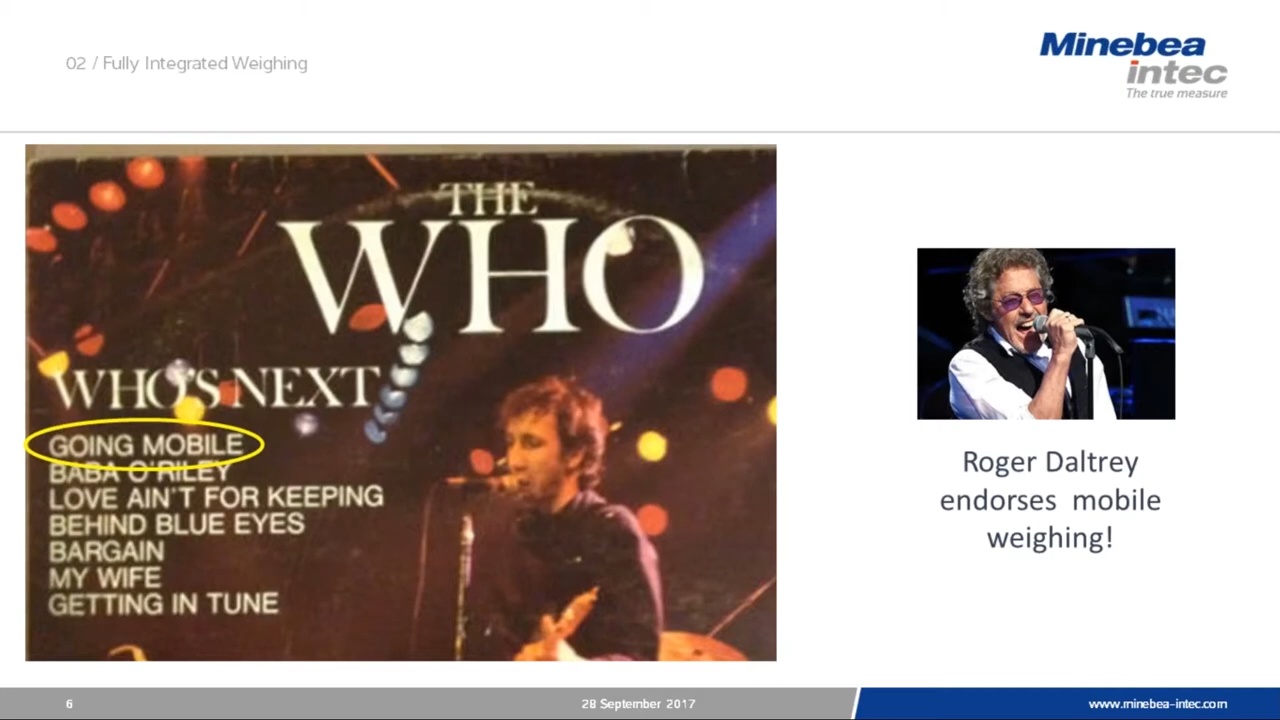 02 / Fully Integrated Weighing
Minebea
intec
The true measure
THE
WHO
WHO'S NEXT
GOING MOBILE
BABA O'RILEY
LOVE AIN'T FOR KEEPING
BEHIND BLUE EYES
BARGAIN
MY WIFE
GETTING IN TUNE
Roger Daltrey
endorses mobile
weighing!
6
28 September 2017
www.minebea-intec.com